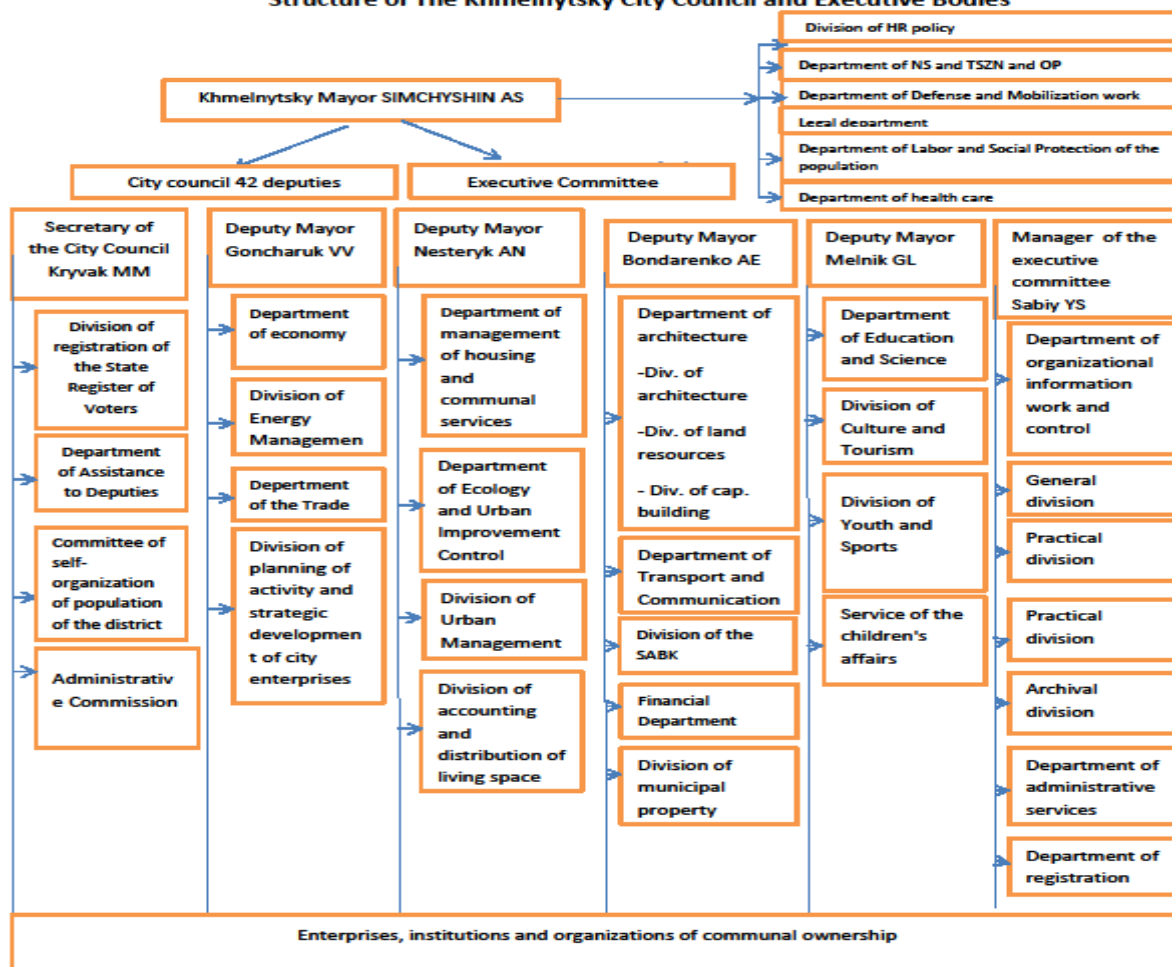 Structure of The Khmelnytsky City Council and Executive Bodies
Division of HR policy
Department of NS and TSZN and OP
Khmelnytsky Mayor SIMCHYSHIN AS
Department of Defense and Mobilization work
Legal department
Department of Labor and Social Protection of the
population
Department of health care
City council 42 deputies
Executive Committee
Secretary of
the City Council
Kryvak MM
Division of
registration of
the State
Register of
Voters
Department
of Assistance
to Deputies
Committee of
self-
organization
of population
of the district
Administrativ
e Commission
Deputy Mayor
Goncharuk VV
Department
of economy
Division of
Energy
Managemen
Depertment
of the Trade
Division of
planning of
activity and
strategic
developmen
t of city
enterprises
Deputy Mayor
Nesteryk AN
Department of
management
of housing
and
communal
services
Department
of Ecology
and Urban
Improvement
Control
Division of
Urban
Management
Division of
accounting
and
distribution of
living space
Deputy Mayor
Bondarenko AE
Department of
architecture
-Div. of
architecture
-Div. of land
resources
- Div. of cap.
building
Department of
Transport and
Communication
Division of the
SABK
Financial
Department
Division of
municipal
property
Deputy Mayor
Melnik GL
Department
of Education
and Science
Division of
Culture and
Tourism
Division of
Youth and
Sports
Service of the
children's
affairs
Manager of the
executive
committee
Sabiy YS
Department of
organizational
information
work and
control
General
division
Practical
division
Practical
division
Archival
division
Department of
administrative
services
Department of
registration
Enterprises, institutions and organizations of communal ownership